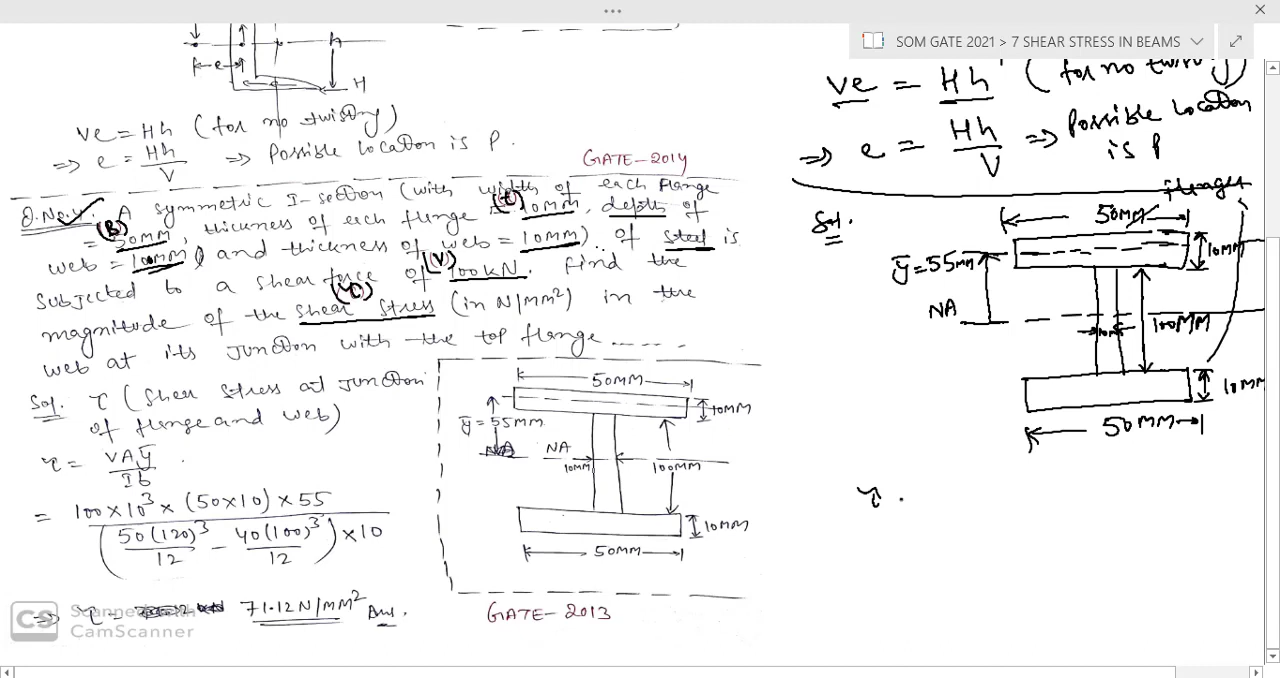 SOM GATE 2021 > 7 SHEAR STRESS IN BEAMS
e
h
H
Ve = Hh (for no twisting)
⇒ e = Hh/V ⇒ Possible location is P.
GATE-2014
Q.No.4. A symmetric I-section (with width of each flange
(B) (t)
= 50mm, thickness of each flange = 10mm, depth of
web = 100mm, and thickness of web = 10mm) of steel is
(V)
subjected to a shear force of 100kN. Find the
(τ)
magnitude of the shear stress (in N/mm²) in the
web at its junction with the top flange ......
Sol. τ (shear stress at junction
of flange and web)
τ = VAȳ/Ib
= 100×10³ × (50×10) × 55
(50(120)³/12 − 40(100)³/12) × 10
⇒ τ = 71.12 N/mm² Ans.
50MM
10MM
ȳ=55mm
NA
NA
10MM
100MM
10MM
50MM
GATE-2013
CS Scanned with
CamScanner
Ve = Hh (for no
⇒ e = Hh/V ⇒ Possible location
is P
flanges
Sol.
50MM
10MM
ȳ=55MM
NA
100MM
10MM
50MM
τ